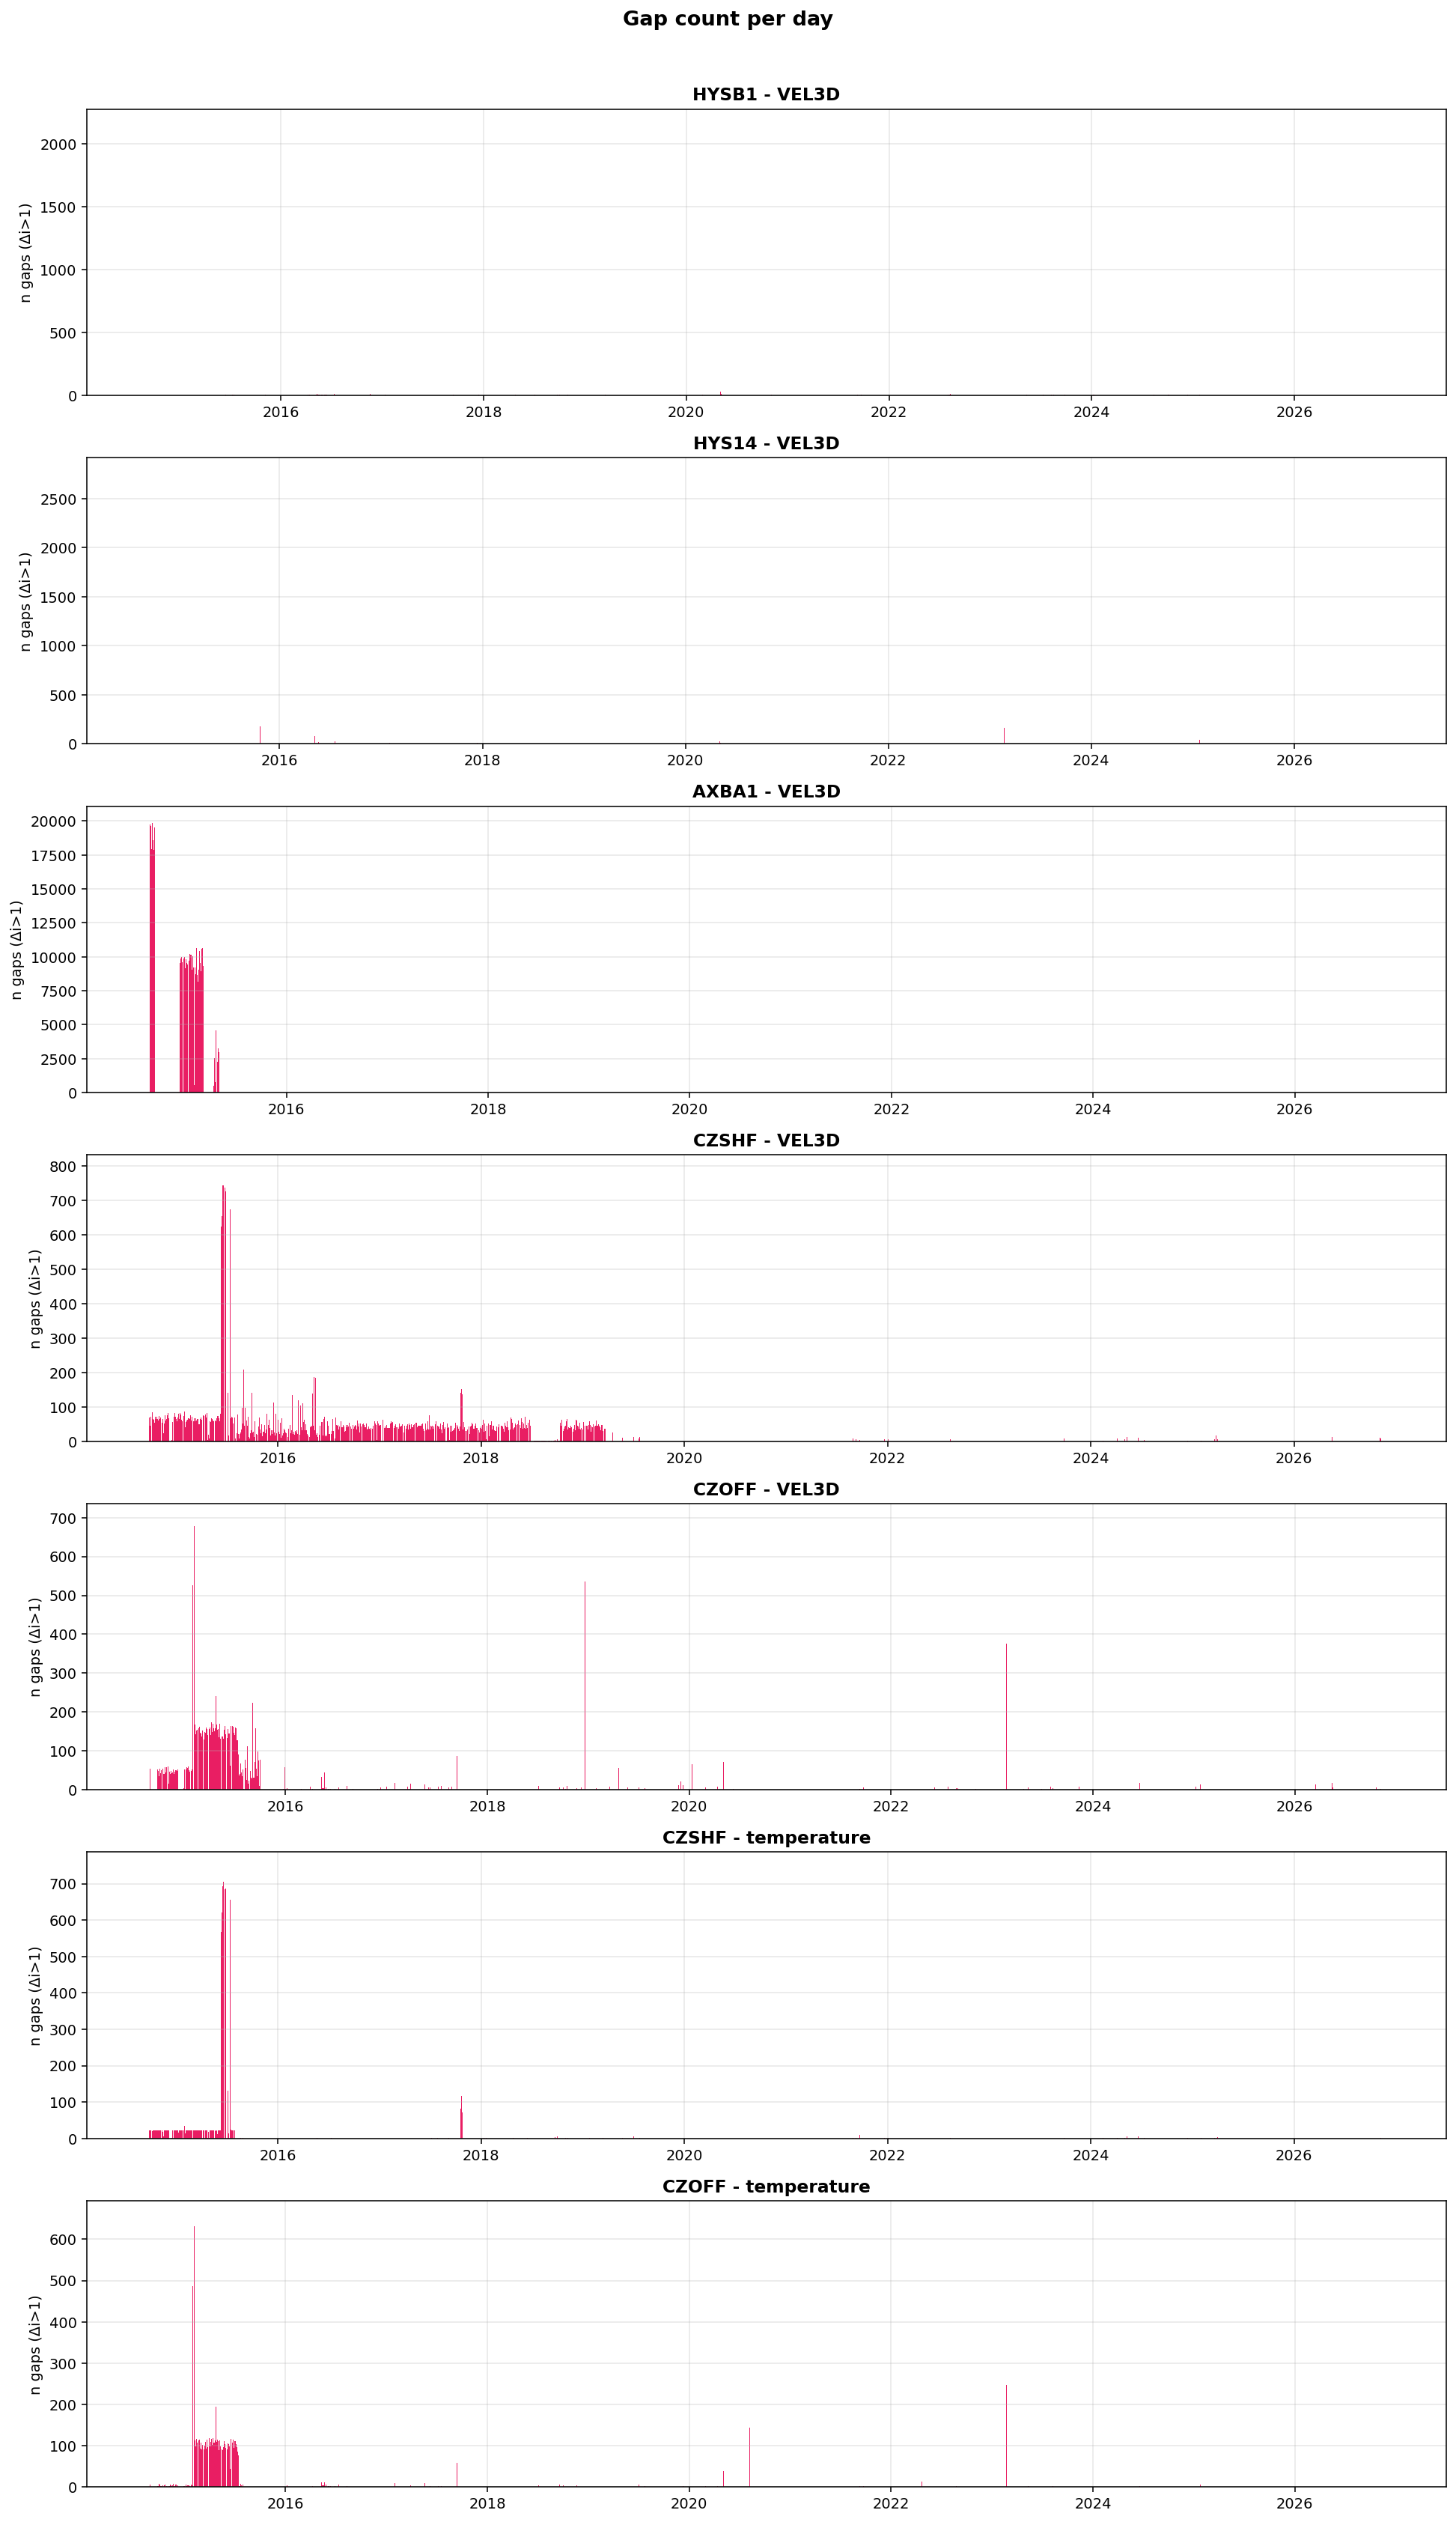 Gap count per day
HYSB1 - VEL3D
n gaps (Δi>1)
2000
1500
1000
500
0
2016 2018 2020 2022 2024 2026
HYS14 - VEL3D
n gaps (Δi>1)
2500
2000
1500
1000
500
0
2016 2018 2020 2022 2024 2026
AXBA1 - VEL3D
n gaps (Δi>1)
20000
17500
15000
12500
10000
7500
5000
2500
0
2016 2018 2020 2022 2024 2026
CZSHF - VEL3D
n gaps (Δi>1)
800
700
600
500
400
300
200
100
0
2016 2018 2020 2022 2024 2026
CZOFF - VEL3D
n gaps (Δi>1)
700
600
500
400
300
200
100
0
2016 2018 2020 2022 2024 2026
CZSHF - temperature
n gaps (Δi>1)
700
600
500
400
300
200
100
0
2016 2018 2020 2022 2024 2026
CZOFF - temperature
n gaps (Δi>1)
600
500
400
300
200
100
0
2016 2018 2020 2022 2024 2026